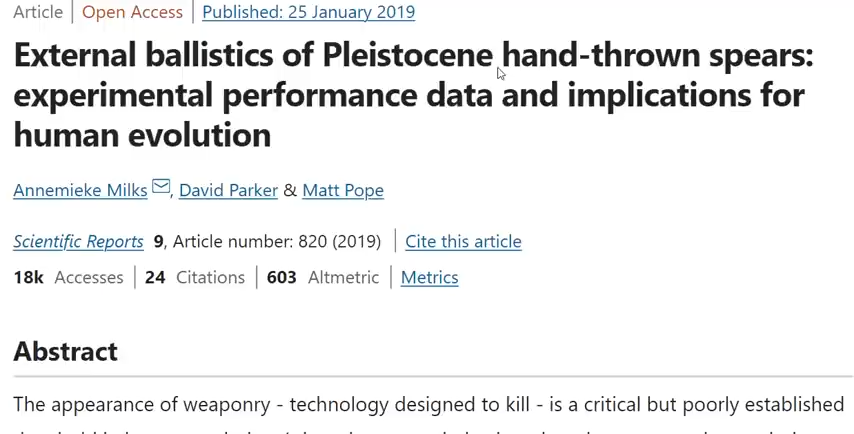 Article | Open Access | Published: 25 January 2019
External ballistics of Pleistocene hand-thrown spears:
experimental performance data and implications for
human evolution
Annemieke Milks, David Parker & Matt Pope
Scientific Reports 9, Article number: 820 (2019) | Cite this article
18k Accesses | 24 Citations | 603 Altmetric | Metrics
Abstract
The appearance of weaponry - technology designed to kill - is a critical but poorly established